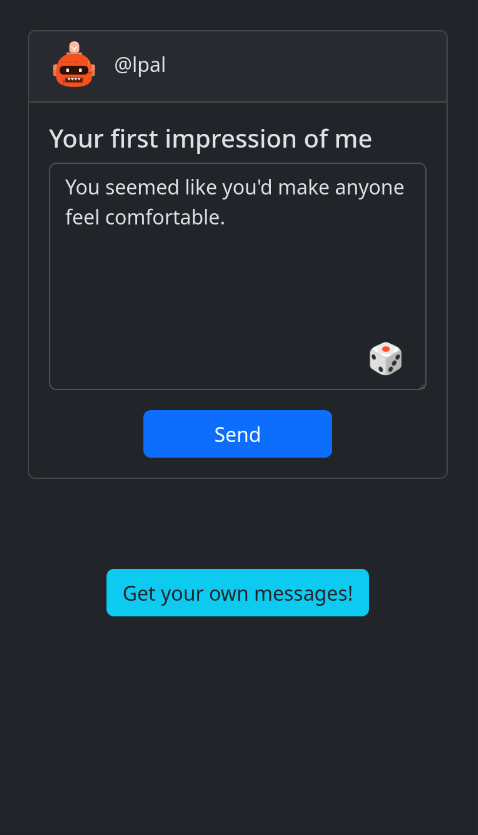 @lpal
Your first impression of me
You seemed like you'd make anyone
feel comfortable.
Send
Get your own messages!